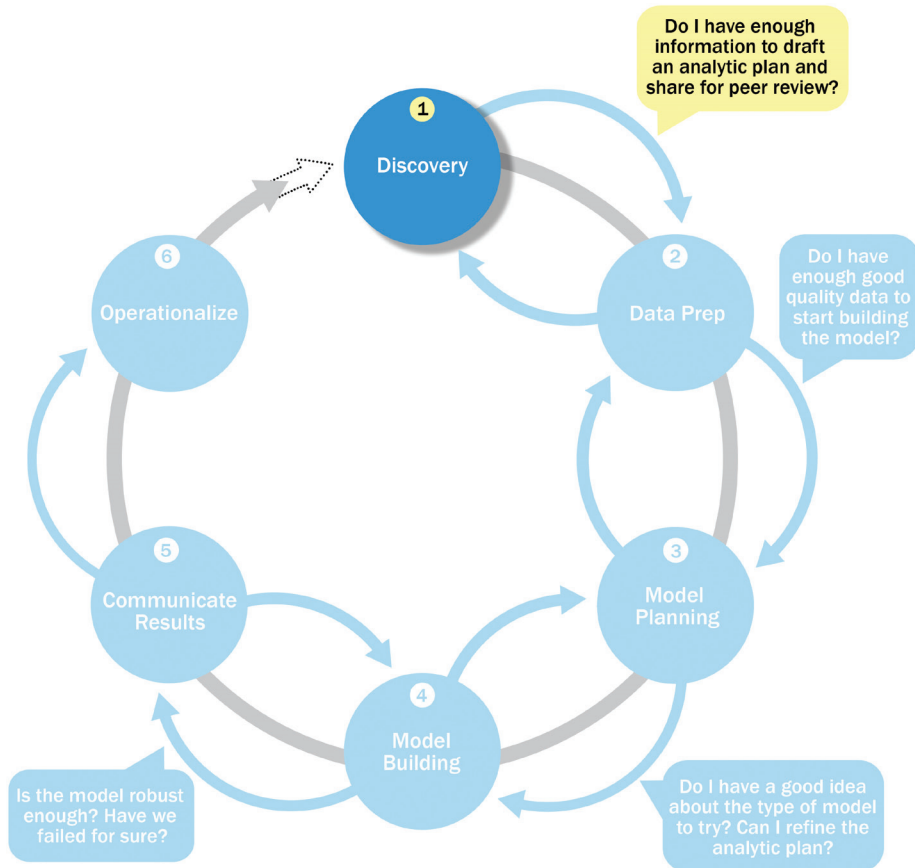 Do I have enough
information to draft
an analytic plan and
share for peer review?
1
Discovery
2
Data Prep
Do I have
enough good
quality data to
start building
the model?
3
Model
Planning
Do I have a good idea
about the type of model
to try? Can I refine the
analytic plan?
4
Model
Building
Is the model robust
enough? Have we
failed for sure?
5
Communicate
Results
6
Operationalize